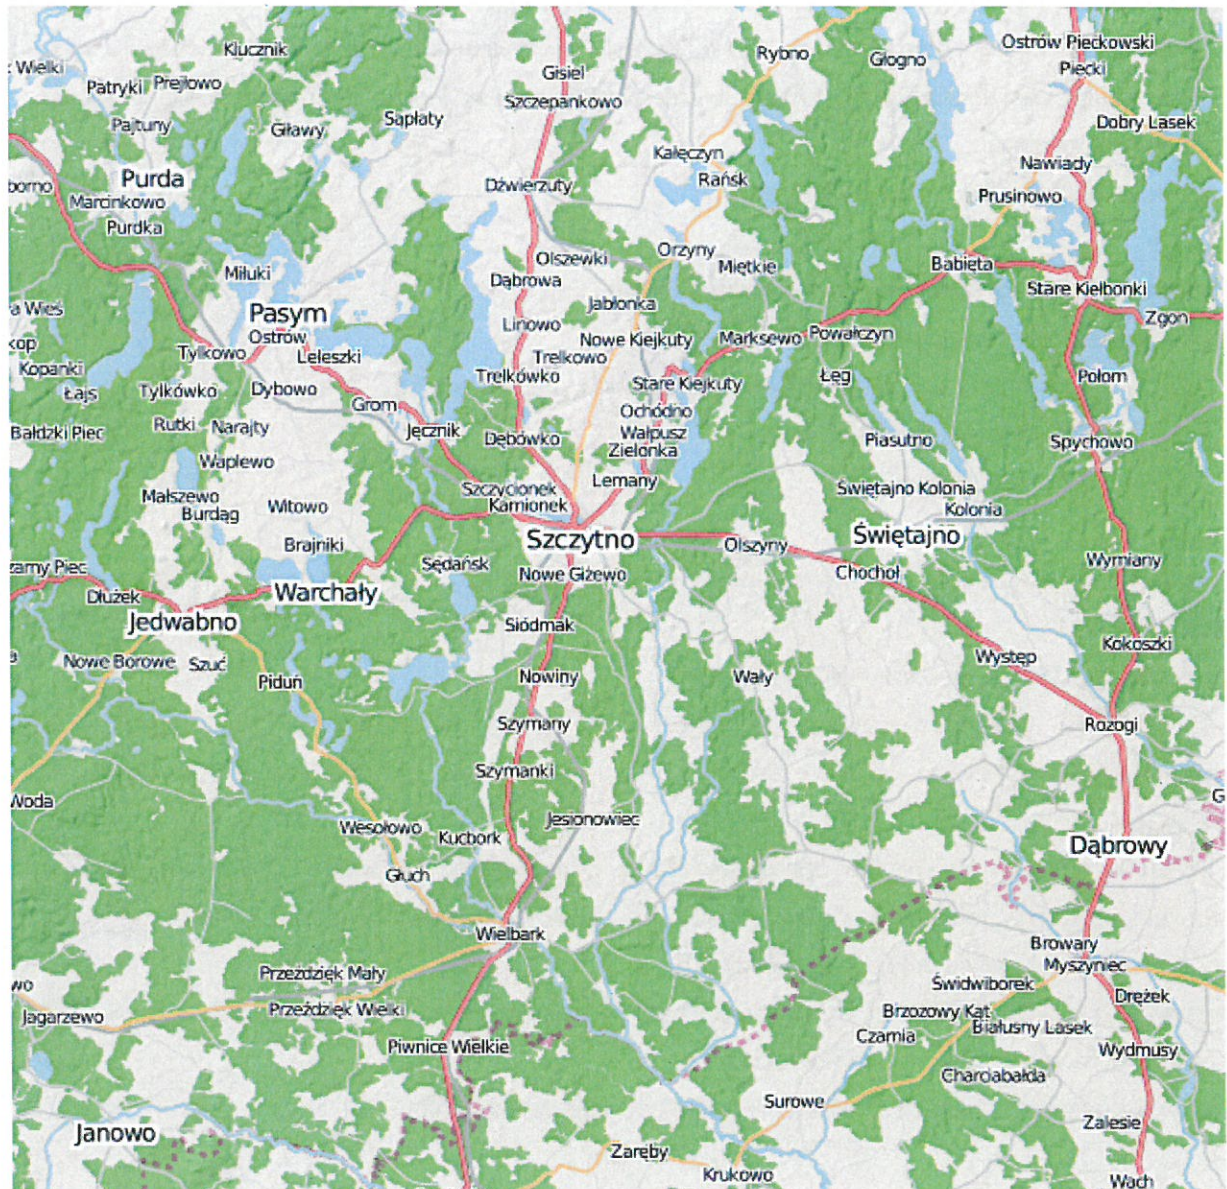 Klucznik
Rybno
Głogno
Ostrów Pieckowski
Wielki
Gisiel
Piecki
Patryki
Prejłowo
Szczepankowo
Sąpłaty
Pajtuny
Giławy
Dobry Lasek
Kałęczyn
Nawiady
Purda
Dźwierzuty
Rańsk
Prusinowo
Marcinkowo
Purdka
Olszewki
Orzyny
Miętkie
Babięta
Miłuki
Dąbrowa
Stare Kiełbonki
Jabłonka
Pasym
Zgon
Ostrów
Linowo
Nowe Kiejkuty
Marksewo
Powałczyn
Tylkowo
Leleszki
Trelkowo
Kopanki
Trelkówko
Stare Kiejkuty
Łęg
Połom
Łajs
Tylkówko
Dybowo
Grom
Ochódno
Rutki
Narajty
Jęcznik
Wałpusz
Bałdzki Piec
Dębówko
Zielonka
Piasutno
Spychowo
Waplewo
Szczycionek
Lemany
Świętajno Kolonia
Małszewo
Witowo
Kamionek
Kolonia
Burdąg
Szczytno
Olszyny
Świętajno
Brajniki
Sędańsk
Nowe Giżewo
Chochoł
Wymiany
Piec
Dłużek
Warchały
Jedwabno
Siódmak
Kokoszki
Nowe Borowe
Szuć
Piduń
Nowiny
Wały
Występ
Szymany
Rozogi
Szymanki
Woda
G
Wesołowo
Kucbork
Jesionowiec
Dąbrowy
Głuch
Wielbark
Browary
Myszyniec
Przeździęk Mały
Świdwiborek
Drężek
Jagarzewo
Przeździęk Wielki
Brzozowy Kąt
Białusny Lasek
Czarnia
Piwnice Wielkie
Wydmusy
Charciabałda
Surowe
Zalesie
Janowo
Zaręby
Krukowo
Wach